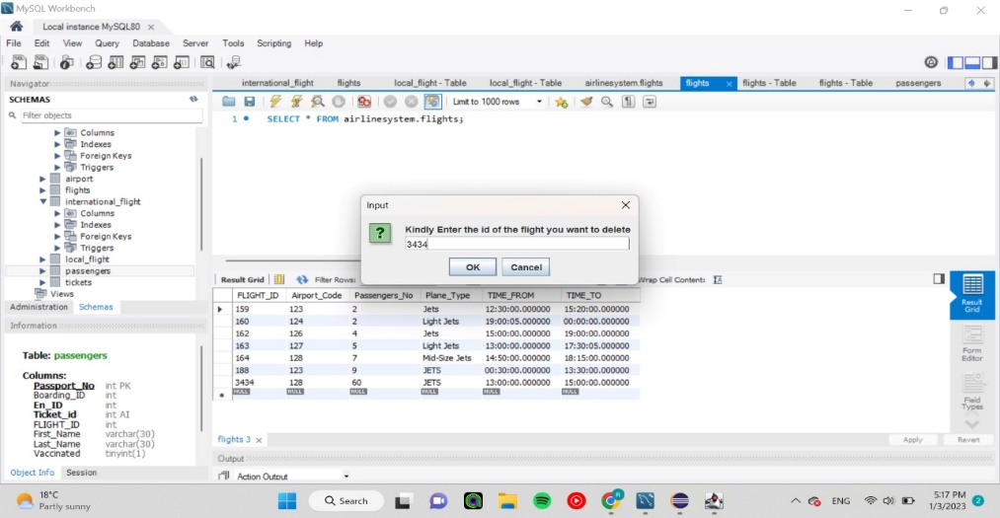 MySQL Workbench
Local instance MySQL80 ×
File Edit View Query Database Server Tools Scripting Help
Navigator
SCHEMAS
Filter objects
Columns
Indexes
Foreign Keys
Triggers
airport
flights
international_flight
Columns
Indexes
Foreign Keys
Triggers
local_flight
passengers
tickets
Views
Administration Schemas
Information
Table: passengers
Columns:
Passport_No int PK
Boarding_ID int
En_ID int
Ticket_id int AI
FLIGHT_ID int
First_Name varchar(30)
Last_Name varchar(30)
Vaccinated tinyint(1)
Object Info Session
international_flight flights local_flight - Table local_flight - Table airlinesystem.flights flights × flights - Table flights - Table passengers
Limit to 1000 rows
1 SELECT * FROM airlinesystem.flights;
Input
Kindly Enter the id of the flight you want to delete
3434
OK Cancel
Result Grid Filter Rows: Wrap Cell Content:
FLIGHT_ID Airport_Code Passengers_No Plane_Type TIME_FROM TIME_TO
159 123 2 Jets 12:30:00.000000 15:20:00.000000
160 124 2 Light Jets 19:00:05.000000 00:00:00.000000
162 126 4 Jets 15:00:00.000000 19:00:00.000000
163 127 5 Light Jets 13:00:00.000000 17:30:05.000000
164 128 7 Mid-Size Jets 14:50:00.000000 18:15:00.000000
188 123 9 JETS 00:30:00.000000 13:30:00.000000
3434 128 60 JETS 13:00:00.000000 15:00:00.000000
NULL NULL NULL NULL NULL NULL
Result Grid
Form Editor
Field Types
flights 3 ×
Apply Revert
Output
Action Output
18°C
Partly sunny
Search
ENG
5:17 PM
1/3/2023
2